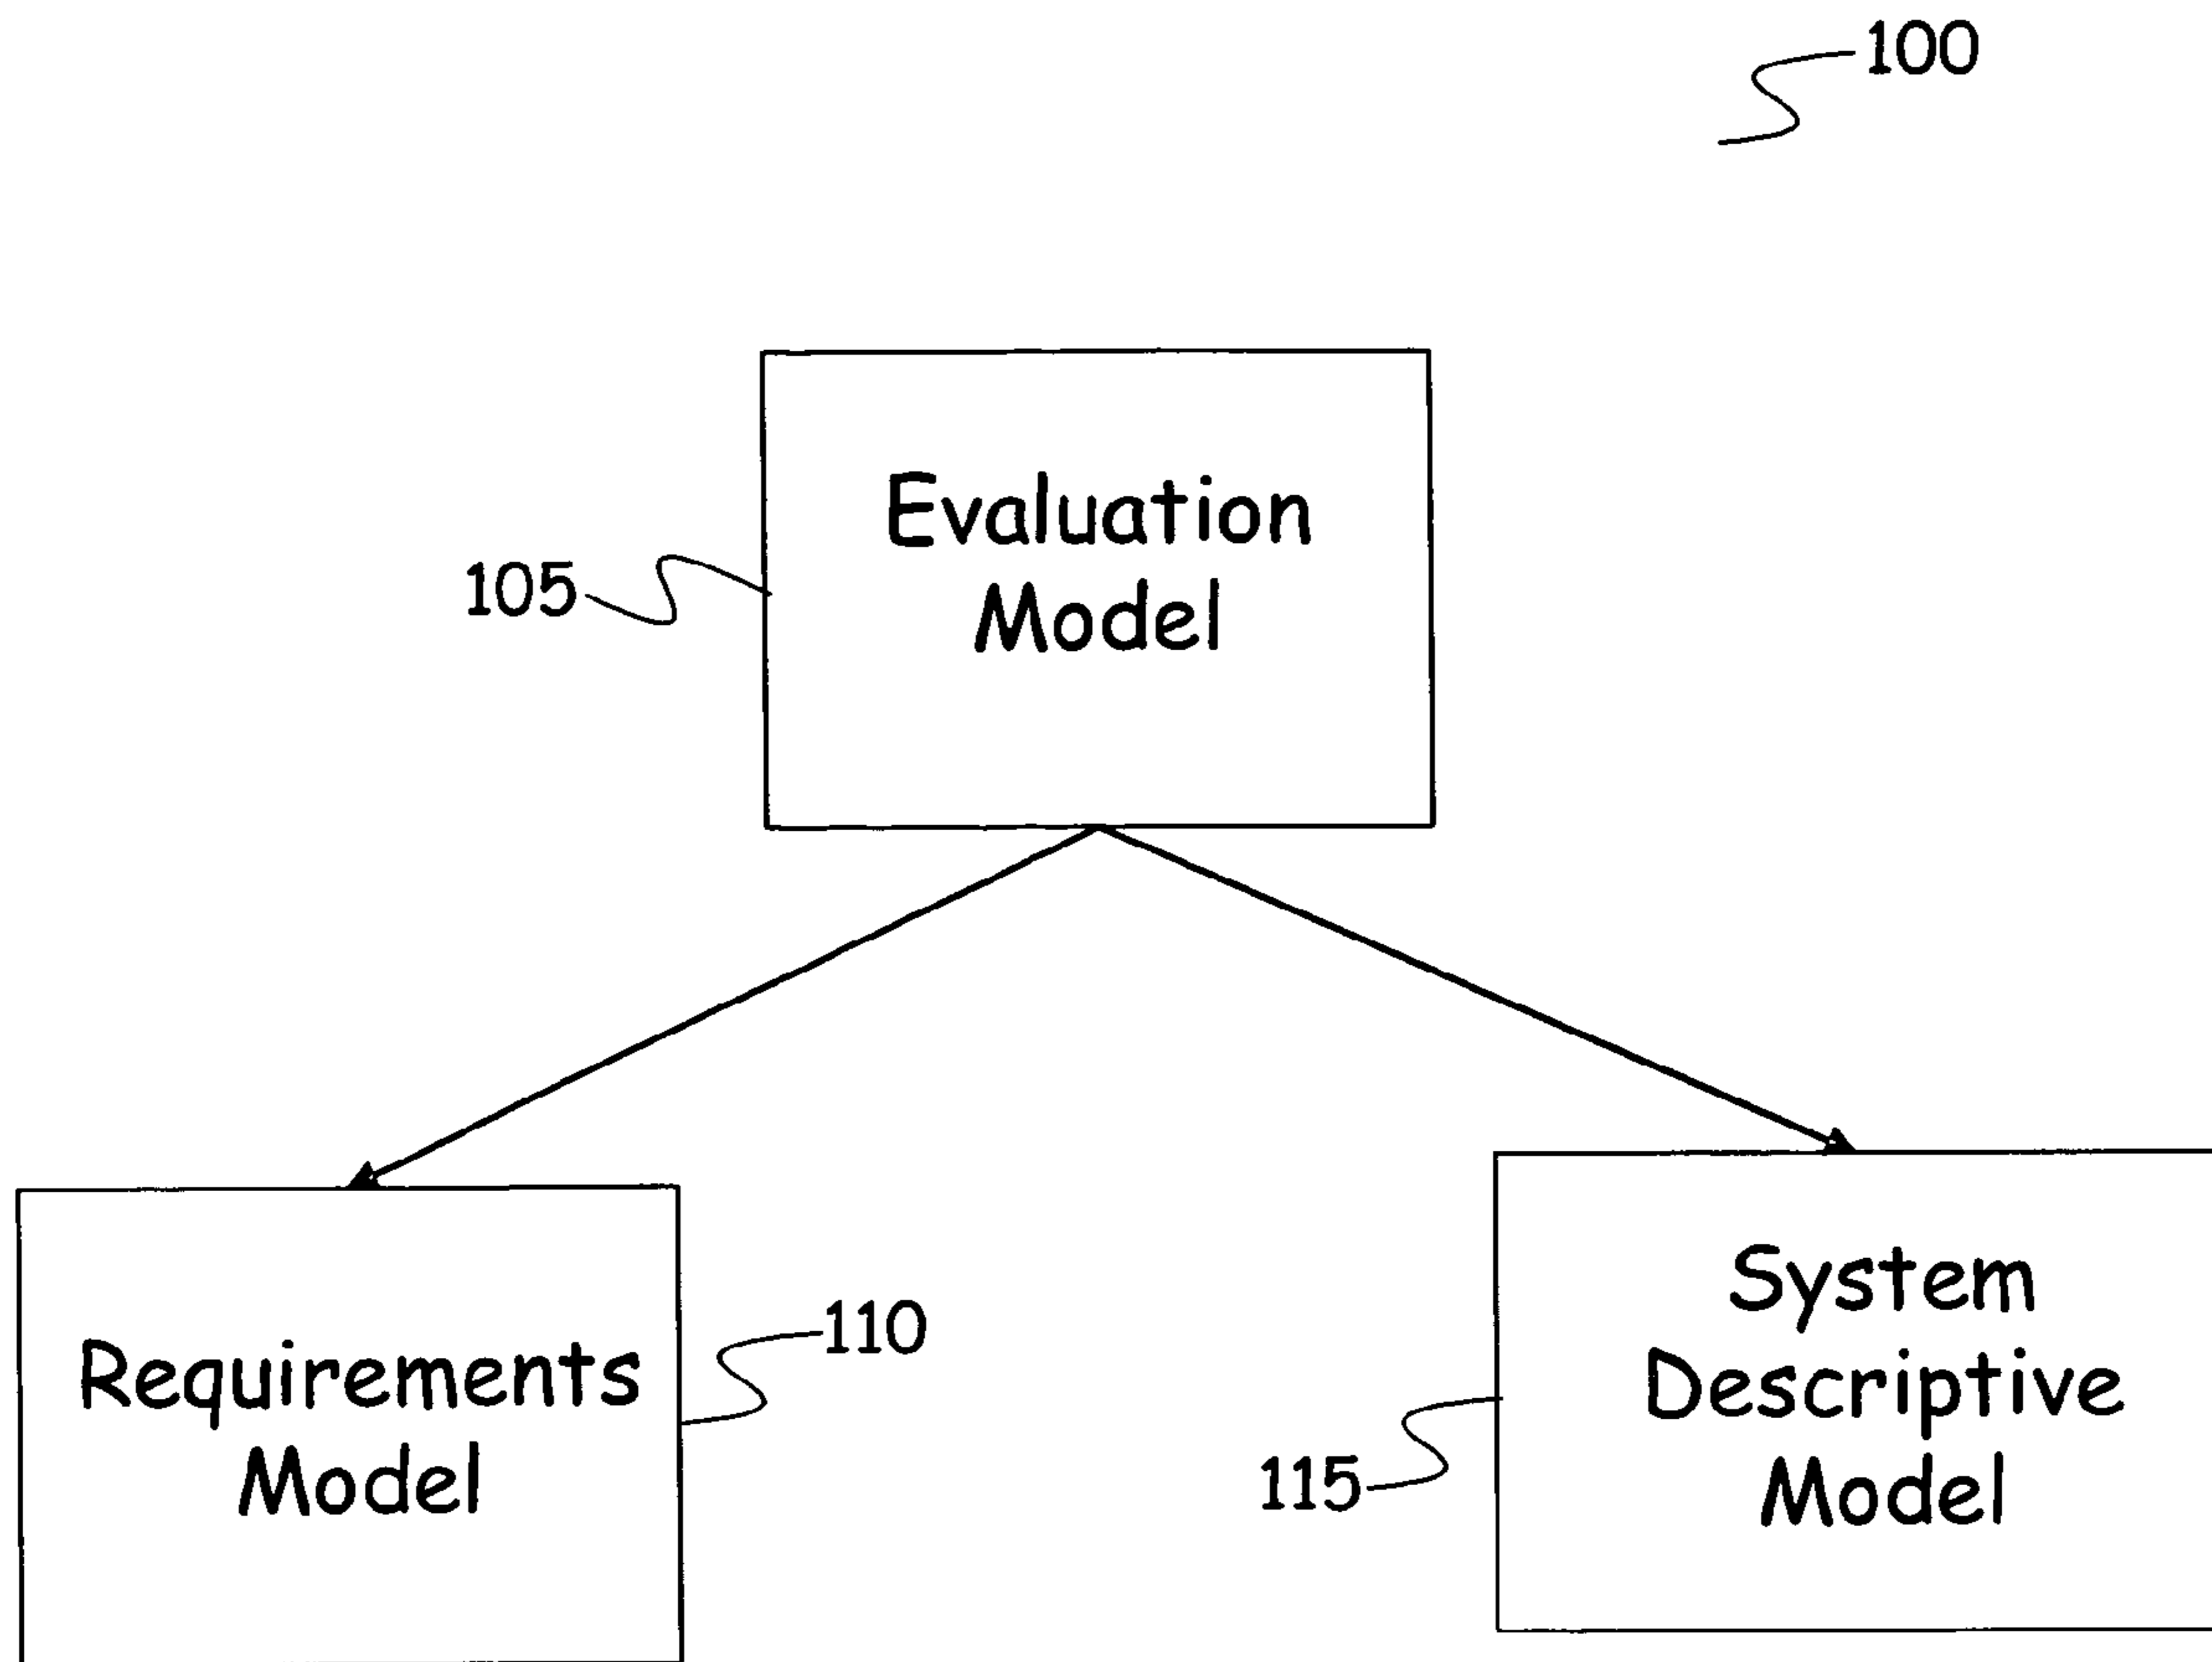 100
Evaluation
Model
105
Requirements
Model
110
System
Descriptive
Model
115